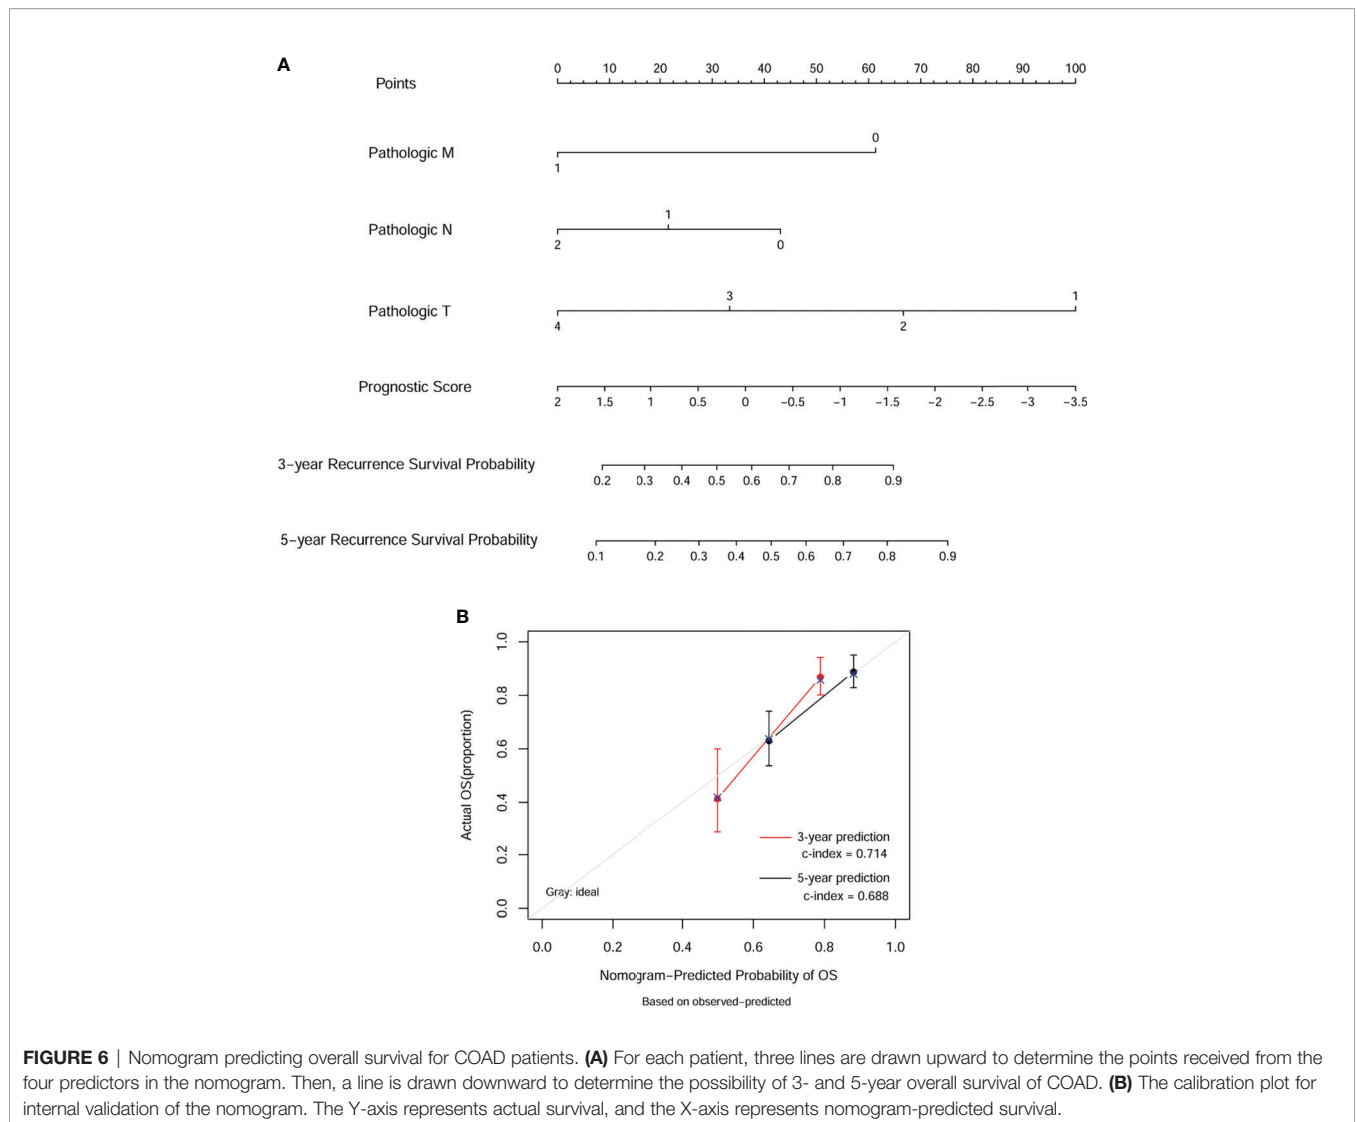 A
Points
0 10 20 30 40 50 60 70 80 90 100
Pathologic M
0
1
Pathologic N
1
2 0
Pathologic T
3 1
4 2
Prognostic Score
2 1.5 1 0.5 0 −0.5 −1 −1.5 −2 −2.5 −3 −3.5
3−year Recurrence Survival Probability
0.2 0.3 0.4 0.5 0.6 0.7 0.8 0.9
5−year Recurrence Survival Probability
0.1 0.2 0.3 0.4 0.5 0.6 0.7 0.8 0.9
B
Actual OS(proportion)
1.0
0.8
0.6
0.4
0.2
0.0
3-year prediction
c-index = 0.714
5-year prediction
c-index = 0.688
Gray: ideal
0.0 0.2 0.4 0.6 0.8 1.0
Nomogram−Predicted Probability of OS
Based on observed−predicted
FIGURE 6 | Nomogram predicting overall survival for COAD patients. (A) For each patient, three lines are drawn upward to determine the points received from the
four predictors in the nomogram. Then, a line is drawn downward to determine the possibility of 3- and 5-year overall survival of COAD. (B) The calibration plot for
internal validation of the nomogram. The Y-axis represents actual survival, and the X-axis represents nomogram-predicted survival.